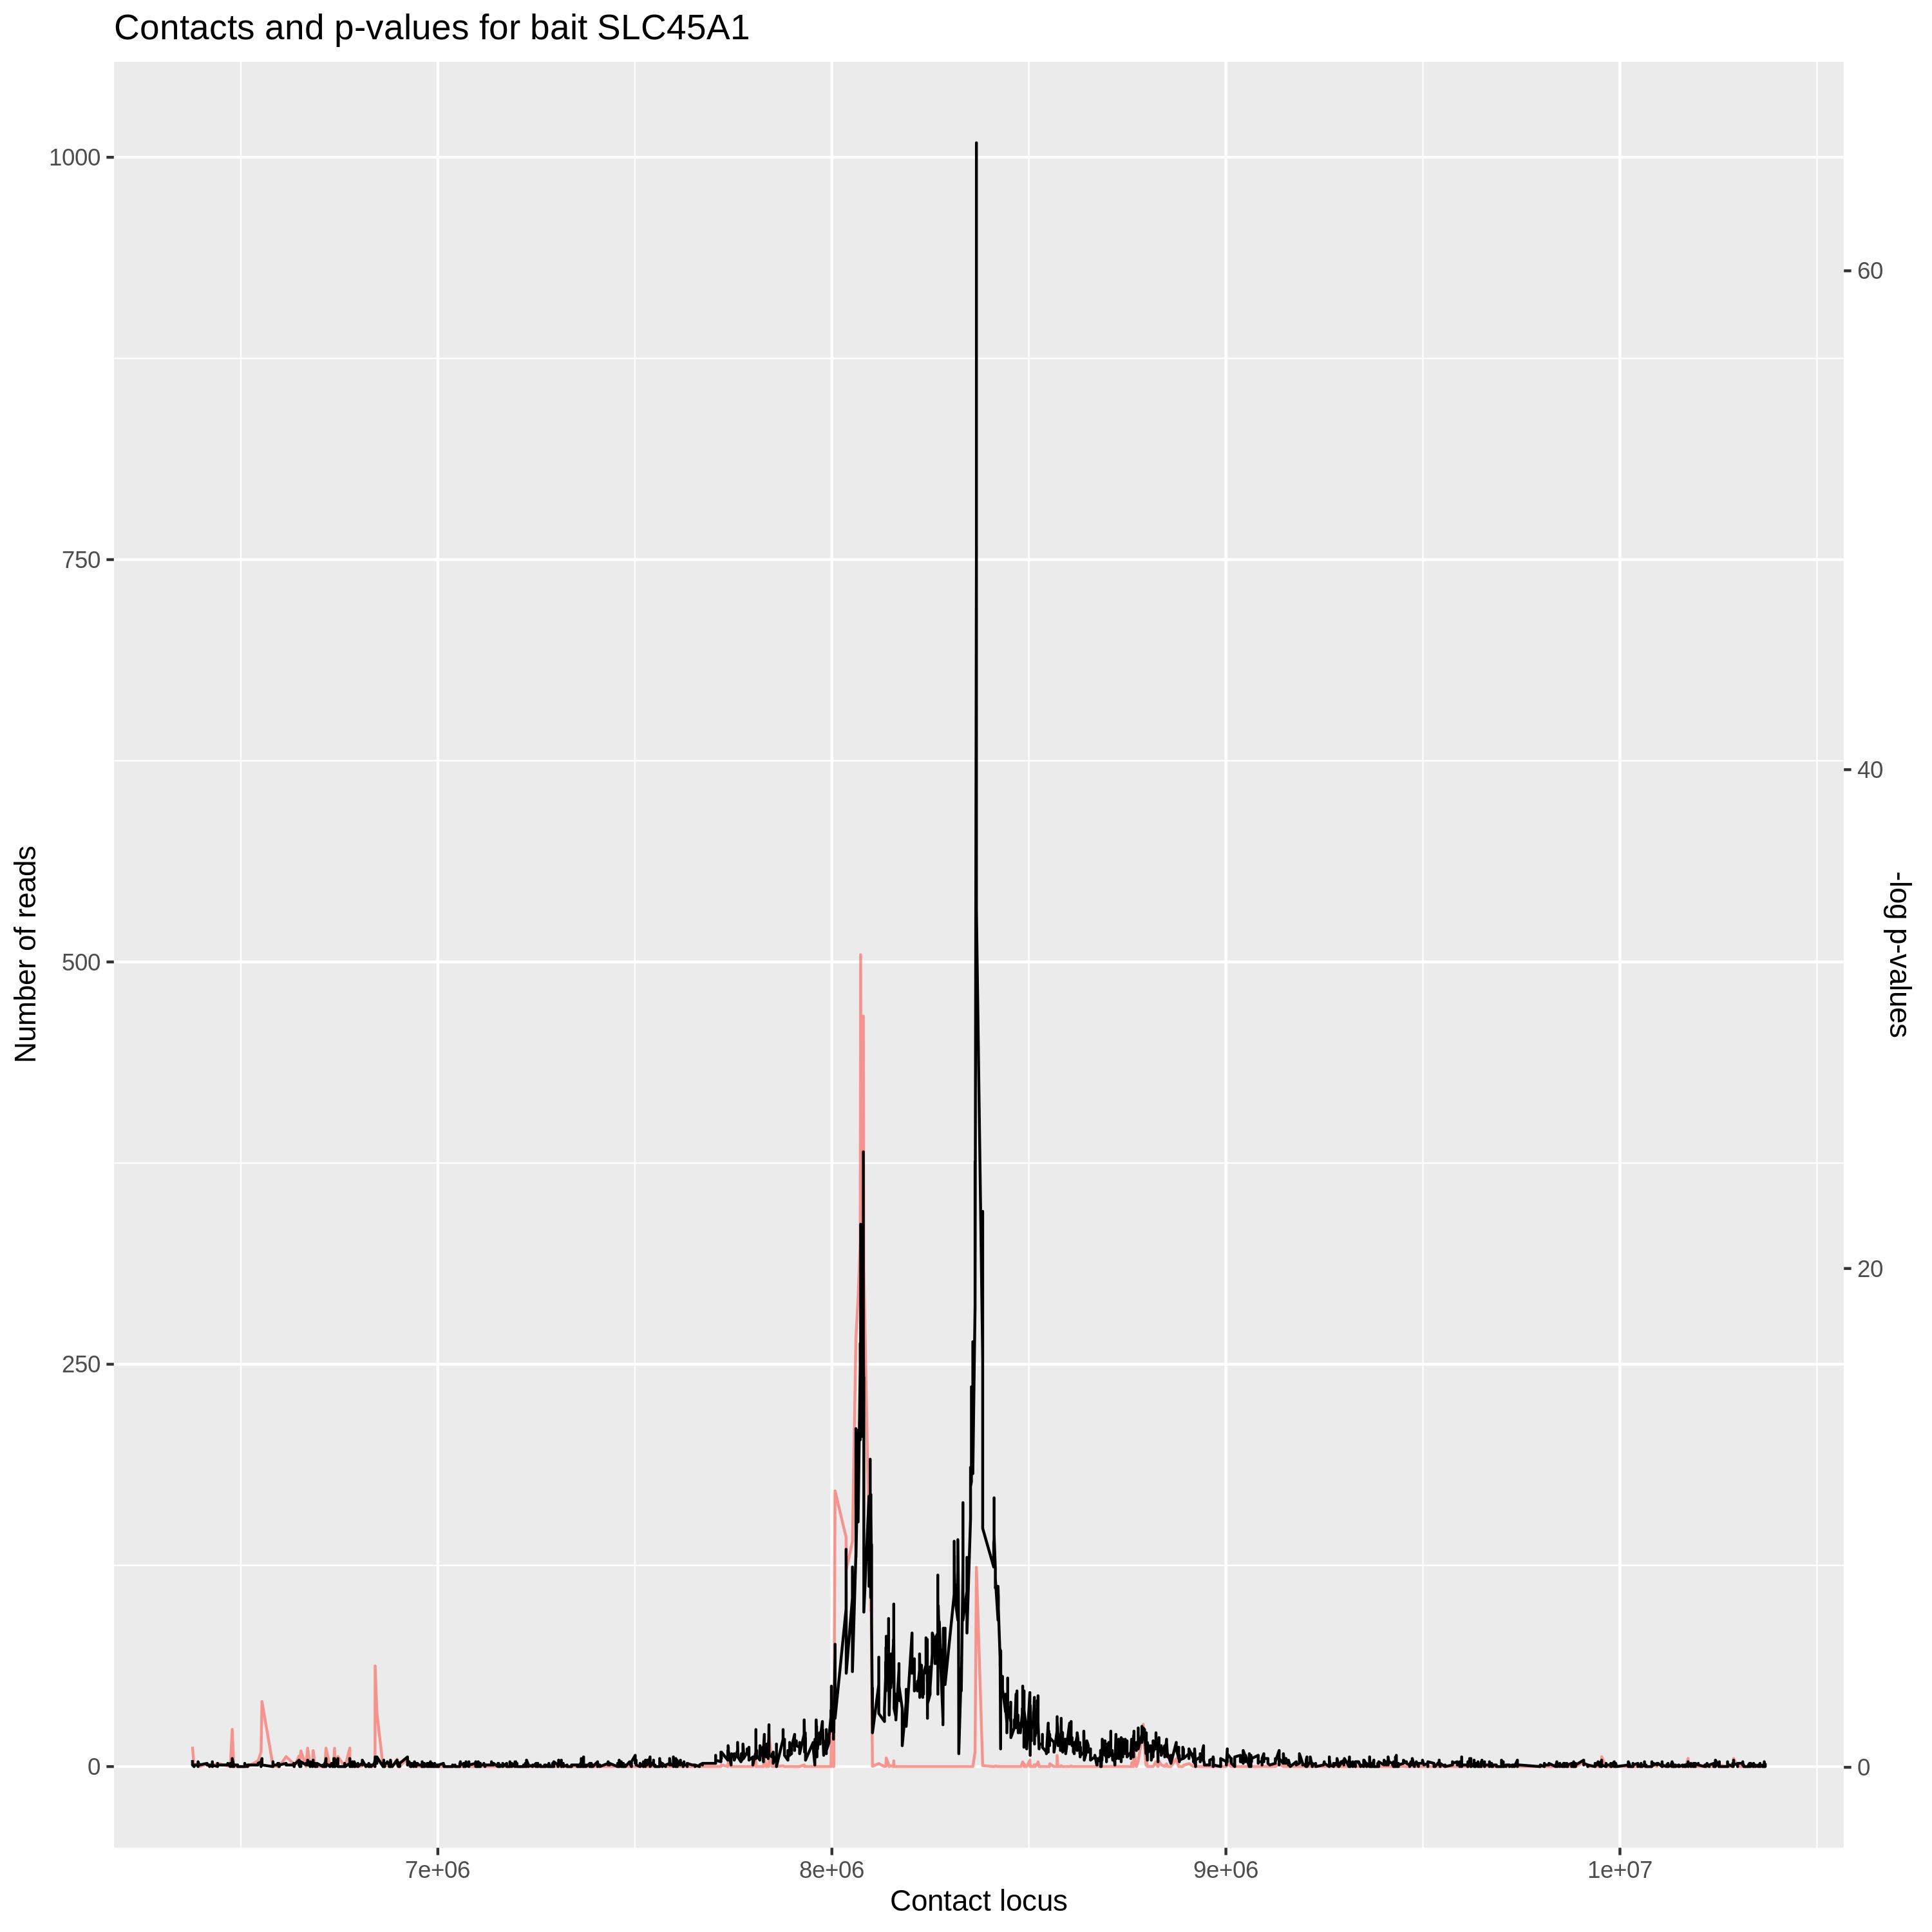 Contacts and p-values for bait SLC45A1
1000
750
500
250
0
Number of reads
60
40
20
0
-log p-values
7e+06
8e+06
9e+06
1e+07
Contact locus